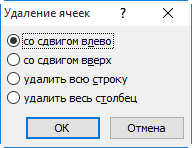 Удаление ячеек
со сдвигом влево
со сдвигом вверх
удалить всю строку
удалить весь столбец
ОК
Отмена